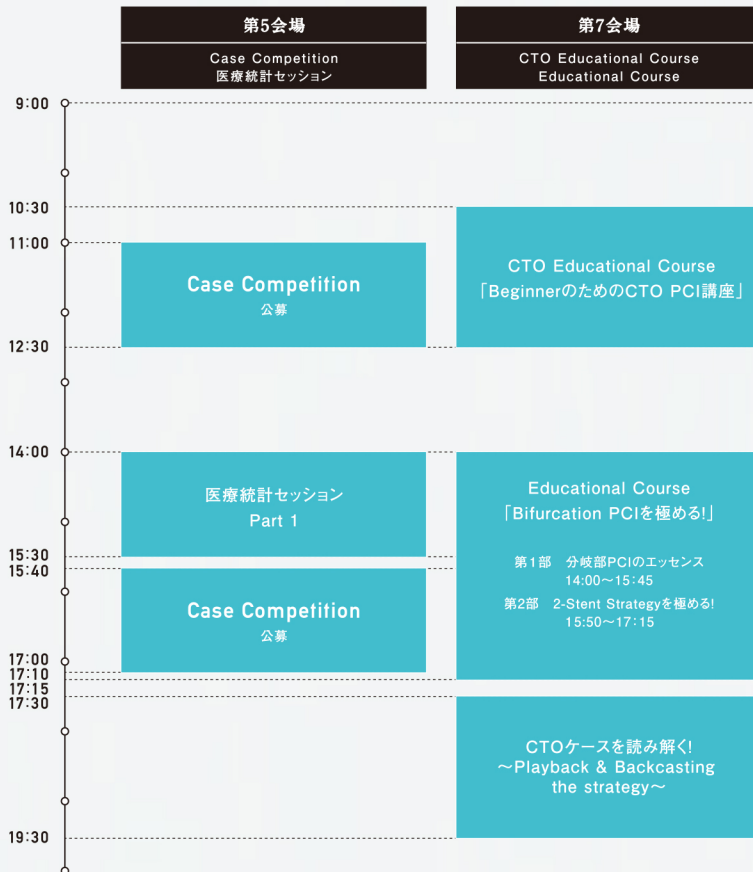 第5会場
Case Competition
医療統計セッション
第7会場
CTO Educational Course
Educational Course
9:00
10:30
11:00
Case Competition
公募
CTO Educational Course
「BeginnerのためのCTO PCI講座」
12:30
14:00
医療統計セッション
Part 1
Educational Course
「Bifurcation PCIを極める!」
第1部 分岐部PCIのエッセンス
14:00～15:45
第2部 2-Stent Strategyを極める!
15:50～17:15
15:30
15:40
Case Competition
公募
17:00
17:10
17:15
17:30
CTOケースを読み解く!
～Playback & Backcasting
the strategy～
19:30